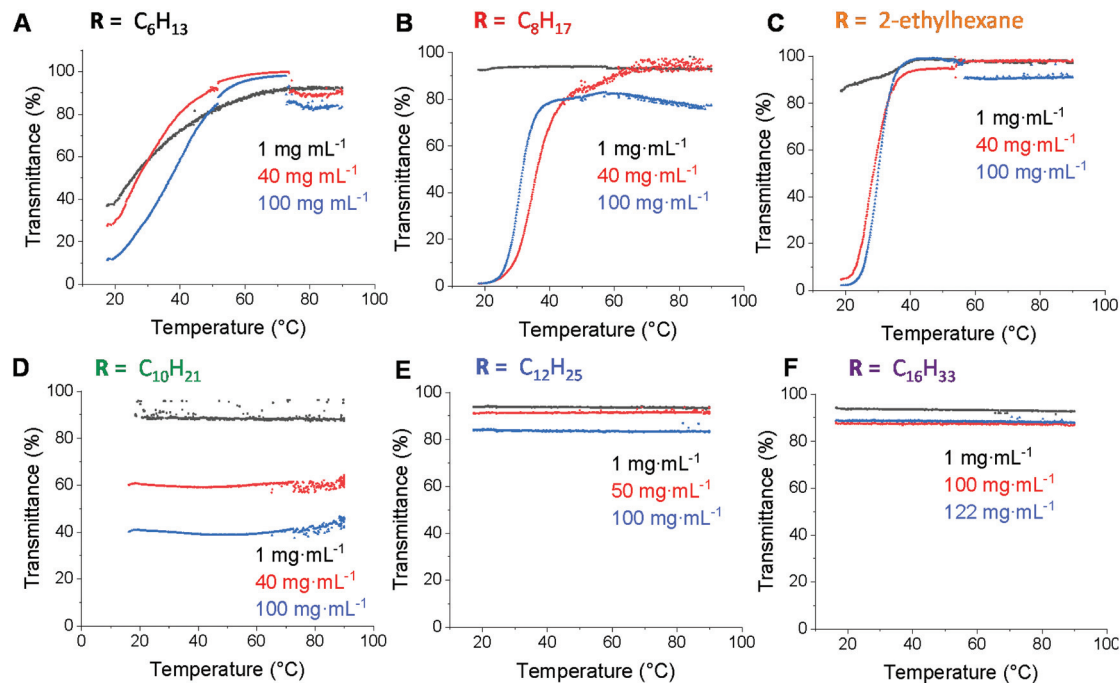 A
R = C₆H₁₃
Transmittance (%)
100
80
60
40
20
0
1 mg mL⁻¹
40 mg mL⁻¹
100 mg mL⁻¹
20 40 60 80 100
Temperature (°C)
B
R = C₈H₁₇
Transmittance (%)
100
80
60
40
20
0
1 mg·mL⁻¹
40 mg·mL⁻¹
100 mg·mL⁻¹
20 40 60 80 100
Temperature (°C)
C
R = 2-ethylhexane
Transmittance (%)
100
80
60
40
20
0
1 mg·mL⁻¹
40 mg·mL⁻¹
100 mg·mL⁻¹
20 40 60 80 100
Temperature (°C)
D
R = C₁₀H₂₁
Transmittance (%)
100
80
60
40
20
0
1 mg·mL⁻¹
40 mg·mL⁻¹
100 mg·mL⁻¹
0 20 40 60 80 100
Temperature (°C)
E
R = C₁₂H₂₅
Transmittance (%)
100
80
60
40
20
0
1 mg·mL⁻¹
50 mg·mL⁻¹
100 mg·mL⁻¹
20 40 60 80 100
Temperature (°C)
F
R = C₁₆H₃₃
Transmittance (%)
100
80
60
40
20
0
1 mg·mL⁻¹
100 mg·mL⁻¹
122 mg·mL⁻¹
20 40 60 80 100
Temperature (°C)